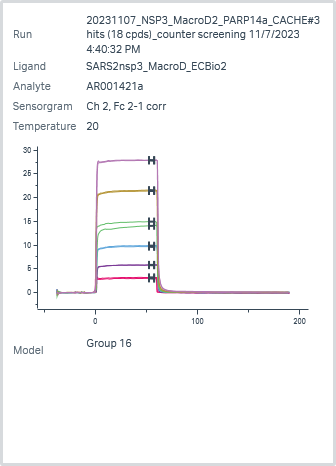 Run
20231107_NSP3_MacroD2_PARP14a_CACHE#3
hits (18 cpds)_counter screening 11/7/2023
4:40:32 PM
Ligand SARS2nsp3_MacroD_ECBio2
Analyte AR001421a
Sensorgram Ch 2, Fc 2-1 corr
Temperature 20
30
26
20
15
10
5
0
0 100 200
Model Group 16